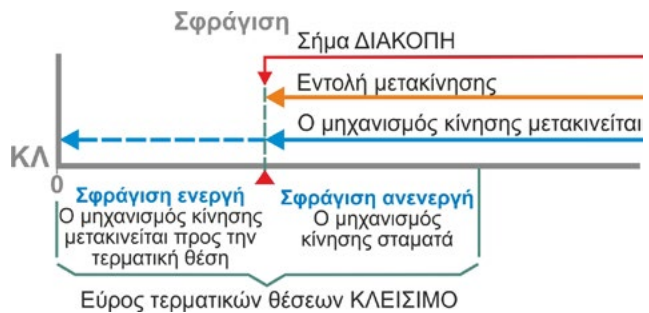 Σφράγιση
Σήμα ΔΙΑΚΟΠΗ
Εντολή μετακίνησης
Ο μηχανισμός κίνησης μετακινείται
ΚΛ
0
Σφράγιση ενεργή
Ο μηχανισμός κίνησης
μετακινείται προς την
τερματική θέση
Σφράγιση ανενεργή
Ο μηχανισμός
κίνησης σταματά
Εύρος τερματικών θέσεων ΚΛΕΙΣΙΜΟ